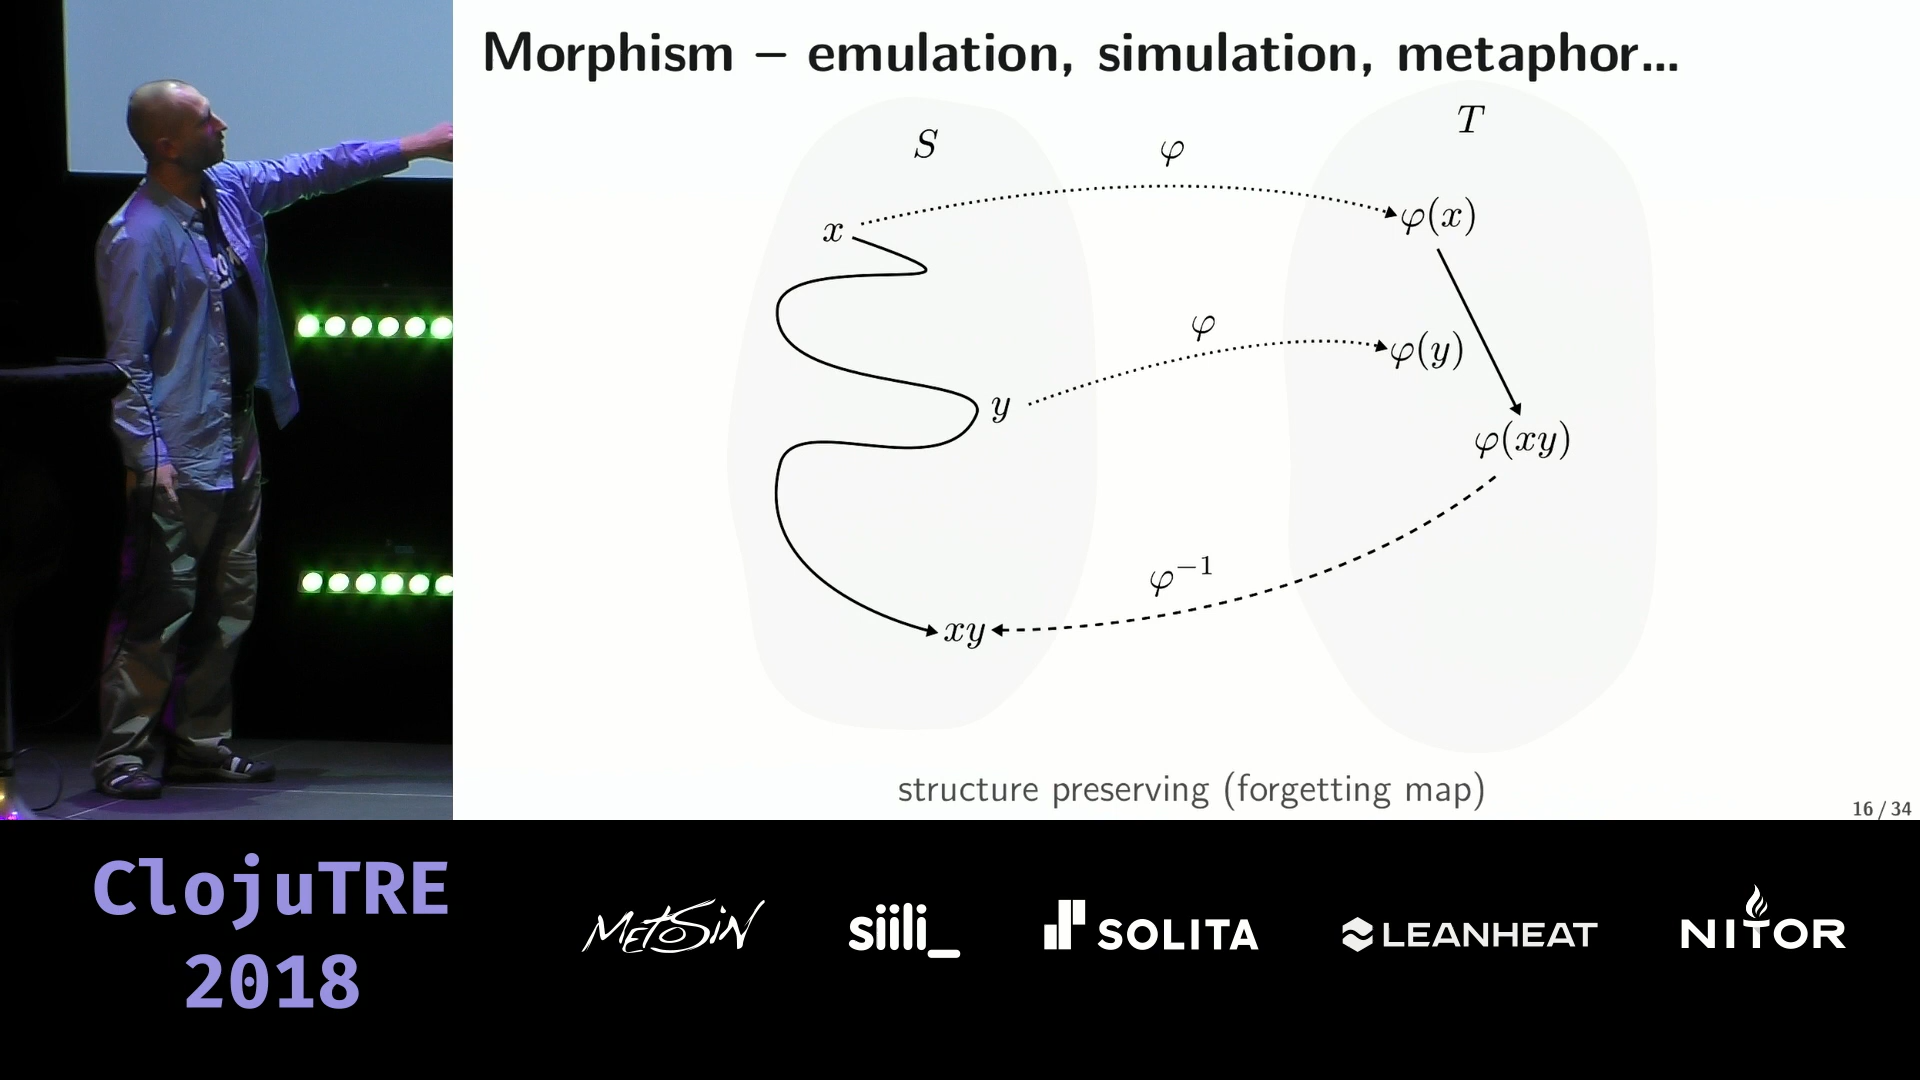 Morphism – emulation, simulation, metaphor...
S
T
φ
x
φ(x)
φ
φ(y)
y
φ(xy)
φ⁻¹
xy
structure preserving (forgetting map)
16 / 34
ClojuTRE
2018
METOSIN
siili_
SOLITA
LEANHEAT
NITOR